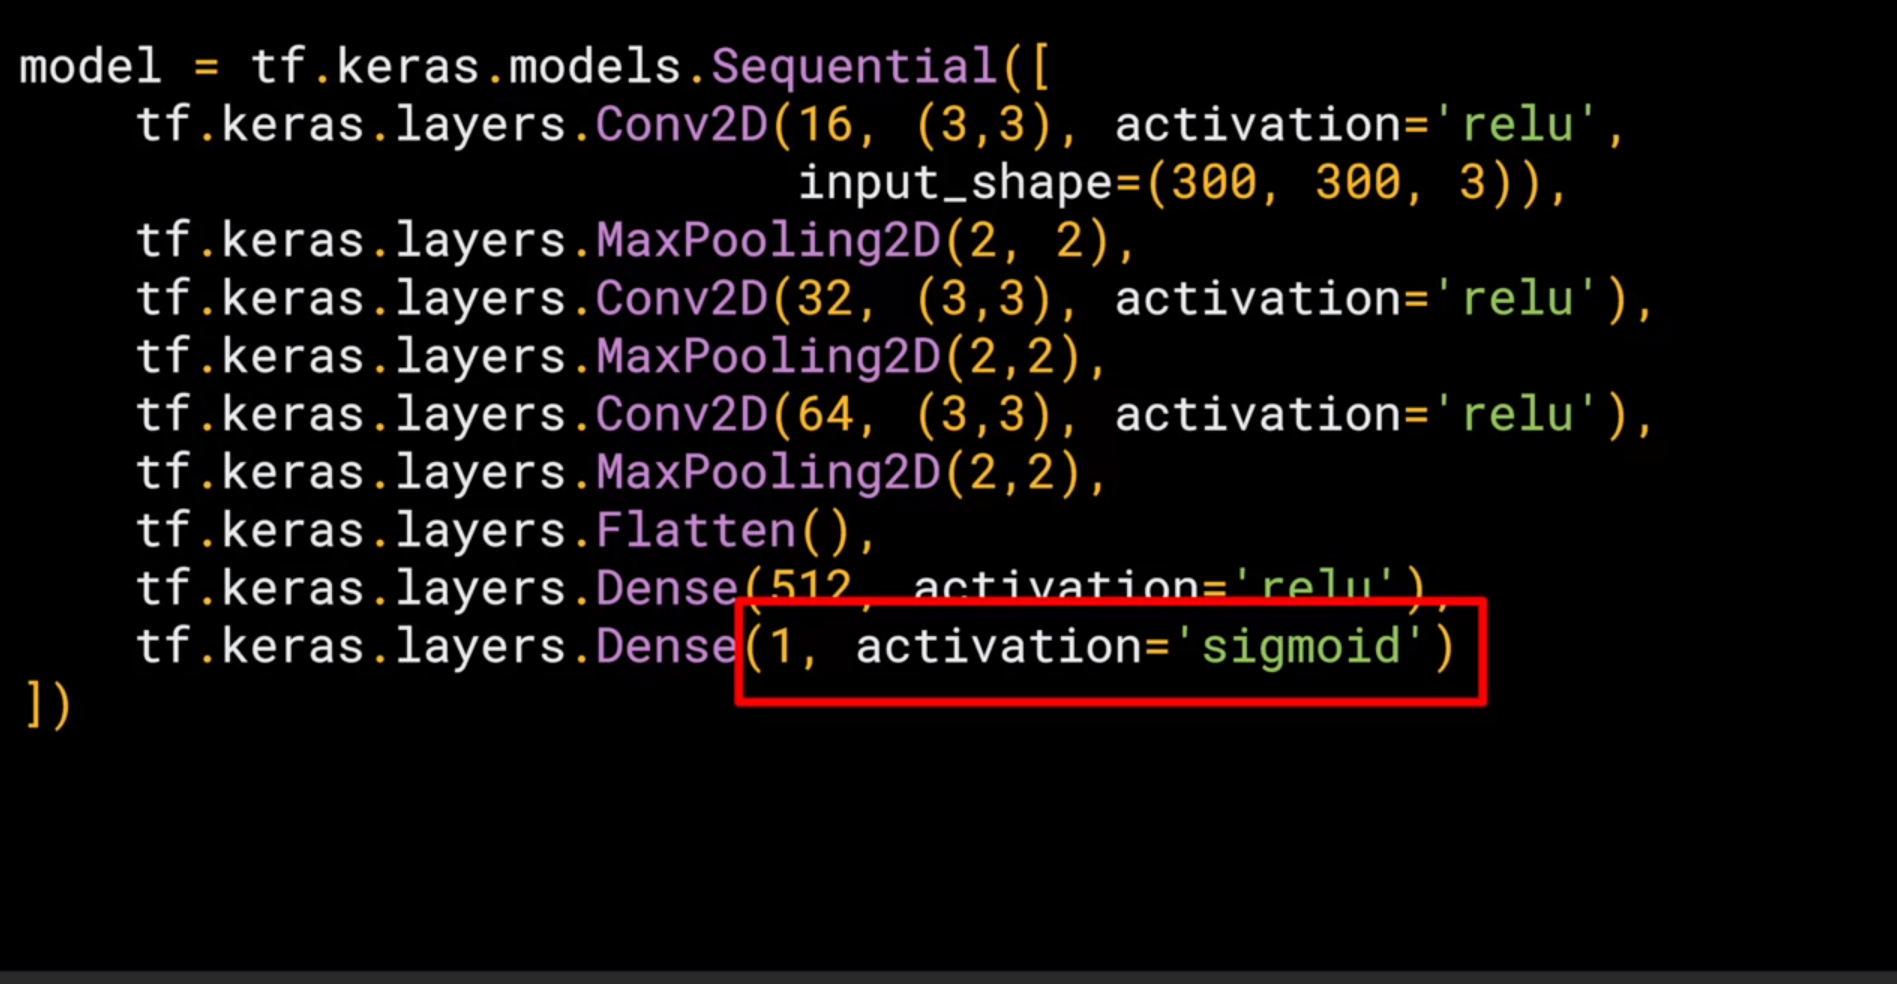 model = tf.keras.models.Sequential([
    tf.keras.layers.Conv2D(16, (3,3), activation='relu',
                           input_shape=(300, 300, 3)),
    tf.keras.layers.MaxPooling2D(2, 2),
    tf.keras.layers.Conv2D(32, (3,3), activation='relu'),
    tf.keras.layers.MaxPooling2D(2,2),
    tf.keras.layers.Conv2D(64, (3,3), activation='relu'),
    tf.keras.layers.MaxPooling2D(2,2),
    tf.keras.layers.Flatten(),
    tf.keras.layers.Dense(512, activation='relu'),
    tf.keras.layers.Dense(1, activation='sigmoid')
])